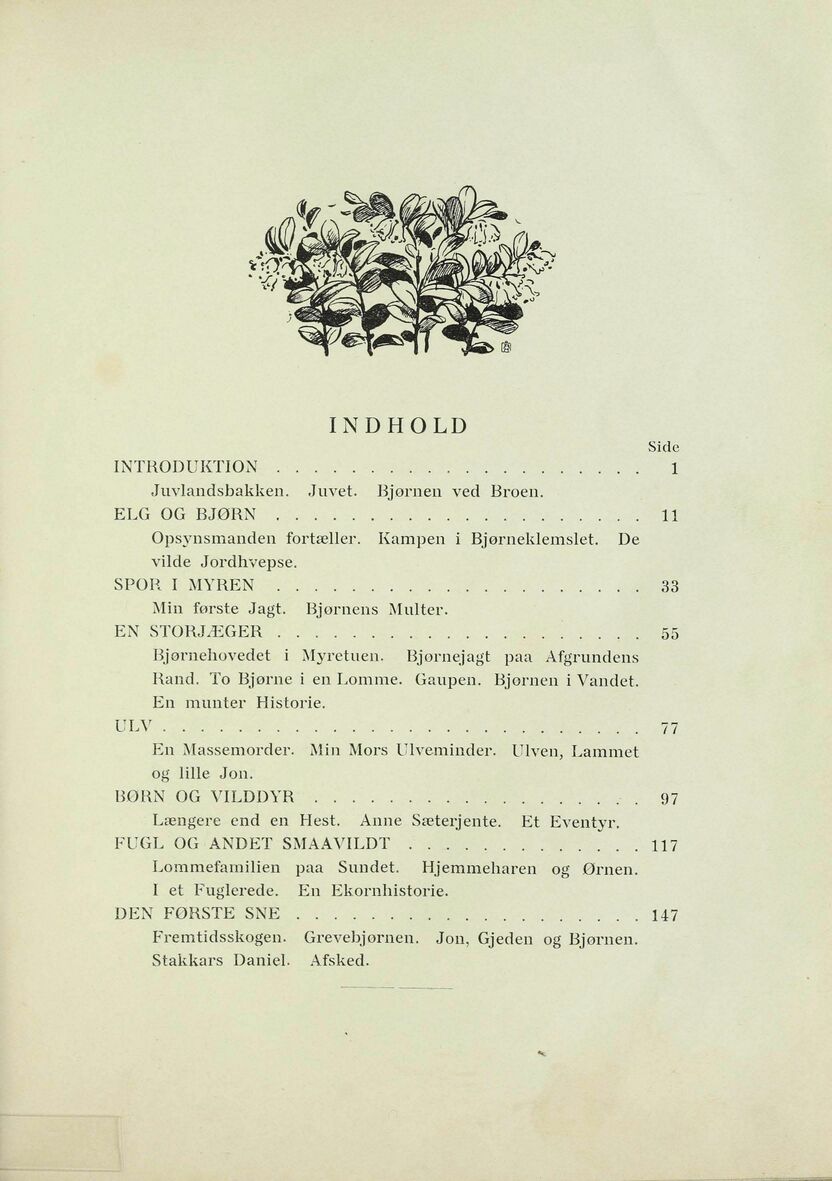 INDHOLD
Side
INTRODUKTION . . . . . . . . . . . . . . . . . . . . 1
Juvlandsbakken. Juvet. Bjørnen ved Broen.
ELG OG BJØRN . . . . . . . . . . . . . . . . . . . . 11
Opsynsmanden fortæller. Kampen i Bjørneklemslet. De
vilde Jordhvepse.
SPOR I MYREN . . . . . . . . . . . . . . . . . . . . 33
Min første Jagt. Bjørnens Multer.
EN STORJÆGER . . . . . . . . . . . . . . . . . . . . 55
Bjørnehovedet i Myretuen. Bjørnejagt paa Afgrundens
Rand. To Bjørne i en Lomme. Gaupen. Bjørnen i Vandet.
En munter Historie.
ULV . . . . . . . . . . . . . . . . . . . . . . . . . . 77
En Massemorder. Min Mors Ulveminder. Ulven, Lammet
og lille Jon.
BØRN OG VILDDYR . . . . . . . . . . . . . . . . . . 97
Længere end en Hest. Anne Sæterjente. Et Eventyr.
FUGL OG ANDET SMAAVILDT . . . . . . . . . . . . . 117
Lommefamilien paa Sundet. Hjemmeharen og Ørnen.
I et Fuglerede. En Ekornhistorie.
DEN FØRSTE SNE . . . . . . . . . . . . . . . . . . . 147
Fremtidsskogen. Grevebjørnen. Jon, Gjeden og Bjørnen.
Stakkars Daniel. Afsked.